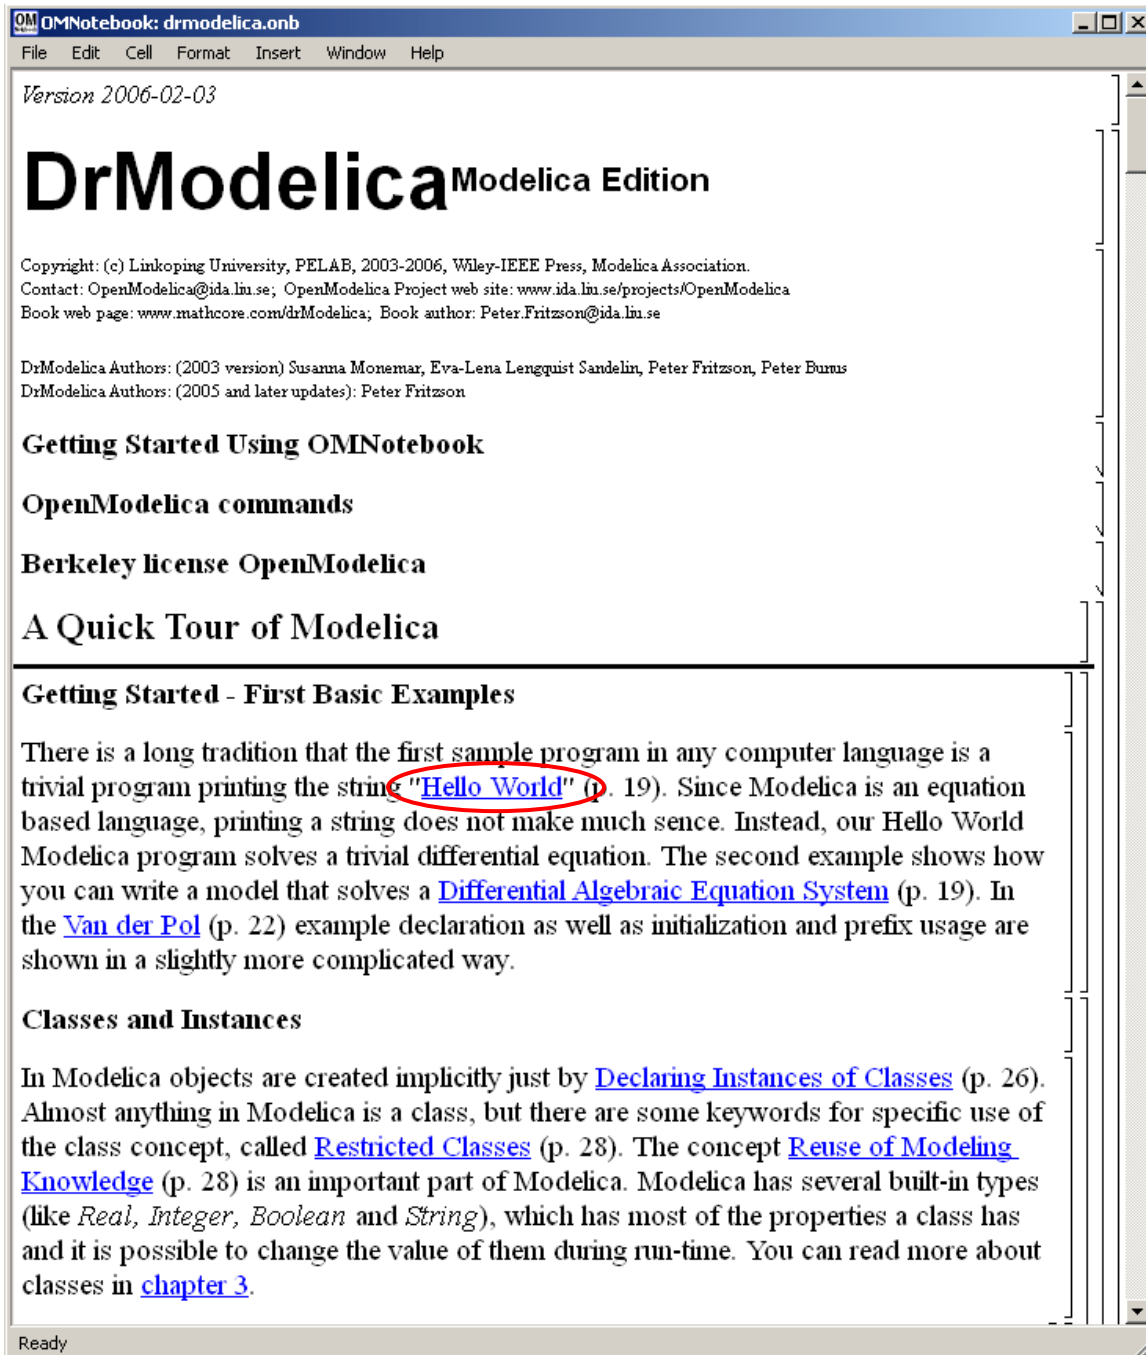 OMNotebook: drmodelica.onb
File Edit Cell Format Insert Window Help
Version 2006-02-03
DrModelica Modelica Edition
Copyright: (c) Linkoping University, PELAB, 2003-2006, Wiley-IEEE Press, Modelica Association.
Contact: OpenModelica@ida.liu.se; OpenModelica Project web site: www.ida.liu.se/projects/OpenModelica
Book web page: www.mathcore.com/drModelica; Book author: Peter.Fritzson@ida.liu.se
DrModelica Authors: (2003 version) Susanna Monemar, Eva-Lena Lengquist Sandelin, Peter Fritzson, Peter Bunus
DrModelica Authors: (2005 and later updates): Peter Fritzson
Getting Started Using OMNotebook
OpenModelica commands
Berkeley license OpenModelica
A Quick Tour of Modelica
Getting Started - First Basic Examples
There is a long tradition that the first sample program in any computer language is a
trivial program printing the string "Hello World" (p. 19). Since Modelica is an equation
based language, printing a string does not make much sence. Instead, our Hello World
Modelica program solves a trivial differential equation. The second example shows how
you can write a model that solves a Differential Algebraic Equation System (p. 19). In
the Van der Pol (p. 22) example declaration as well as initialization and prefix usage are
shown in a slightly more complicated way.
Classes and Instances
In Modelica objects are created implicitly just by Declaring Instances of Classes (p. 26).
Almost anything in Modelica is a class, but there are some keywords for specific use of
the class concept, called Restricted Classes (p. 28). The concept Reuse of Modeling
Knowledge (p. 28) is an important part of Modelica. Modelica has several built-in types
(like Real, Integer, Boolean and String), which has most of the properties a class has
and it is possible to change the value of them during run-time. You can read more about
classes in chapter 3.
Ready